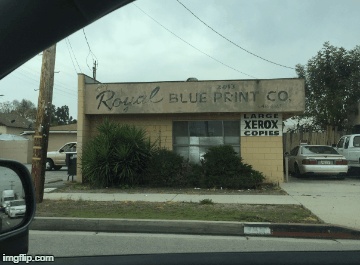 Royal BLUE PRINT CO.
LARGE
XEROX
COPIES
imgflip.com